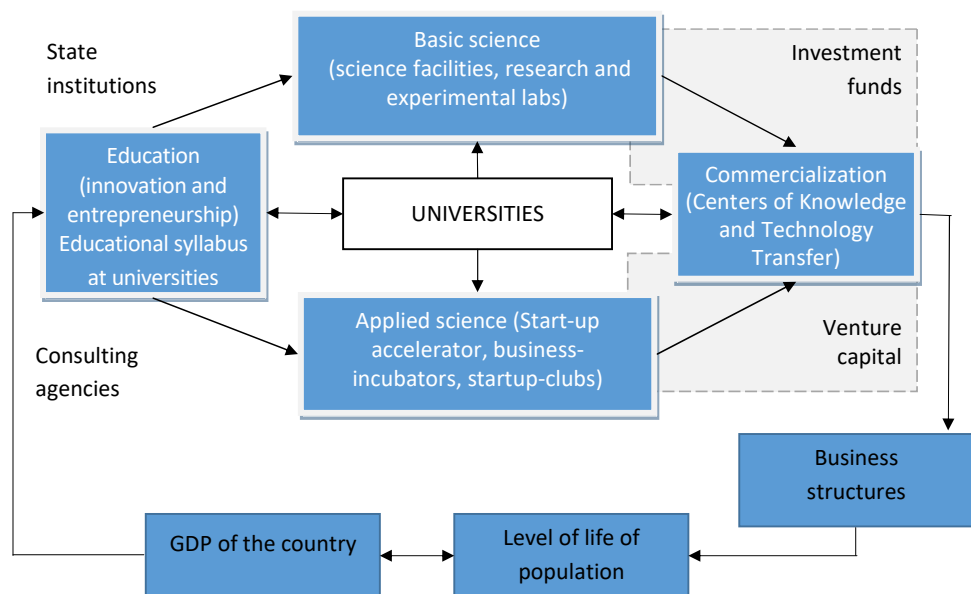 State
institutions
Basic science
(science facilities, research and
experimental labs)
Investment
funds
Education
(innovation and
entrepreneurship)
Educational syllabus
at universities
UNIVERSITIES
Commercialization
(Centers of Knowledge
and Technology
Transfer)
Consulting
agencies
Applied science (Start-up
accelerator, business-
incubators, startup-clubs)
Venture
capital
Business
structures
GDP of the country
Level of life of
population